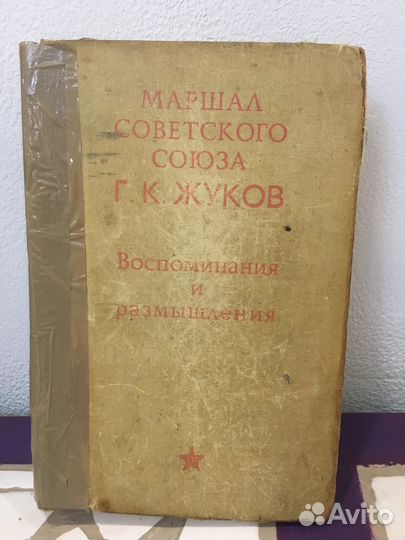 МАРШАЛ
СОВЕТСКОГО
СОЮЗА
Г. К. ЖУКОВ
Воспоминания
и
размышления
Avito